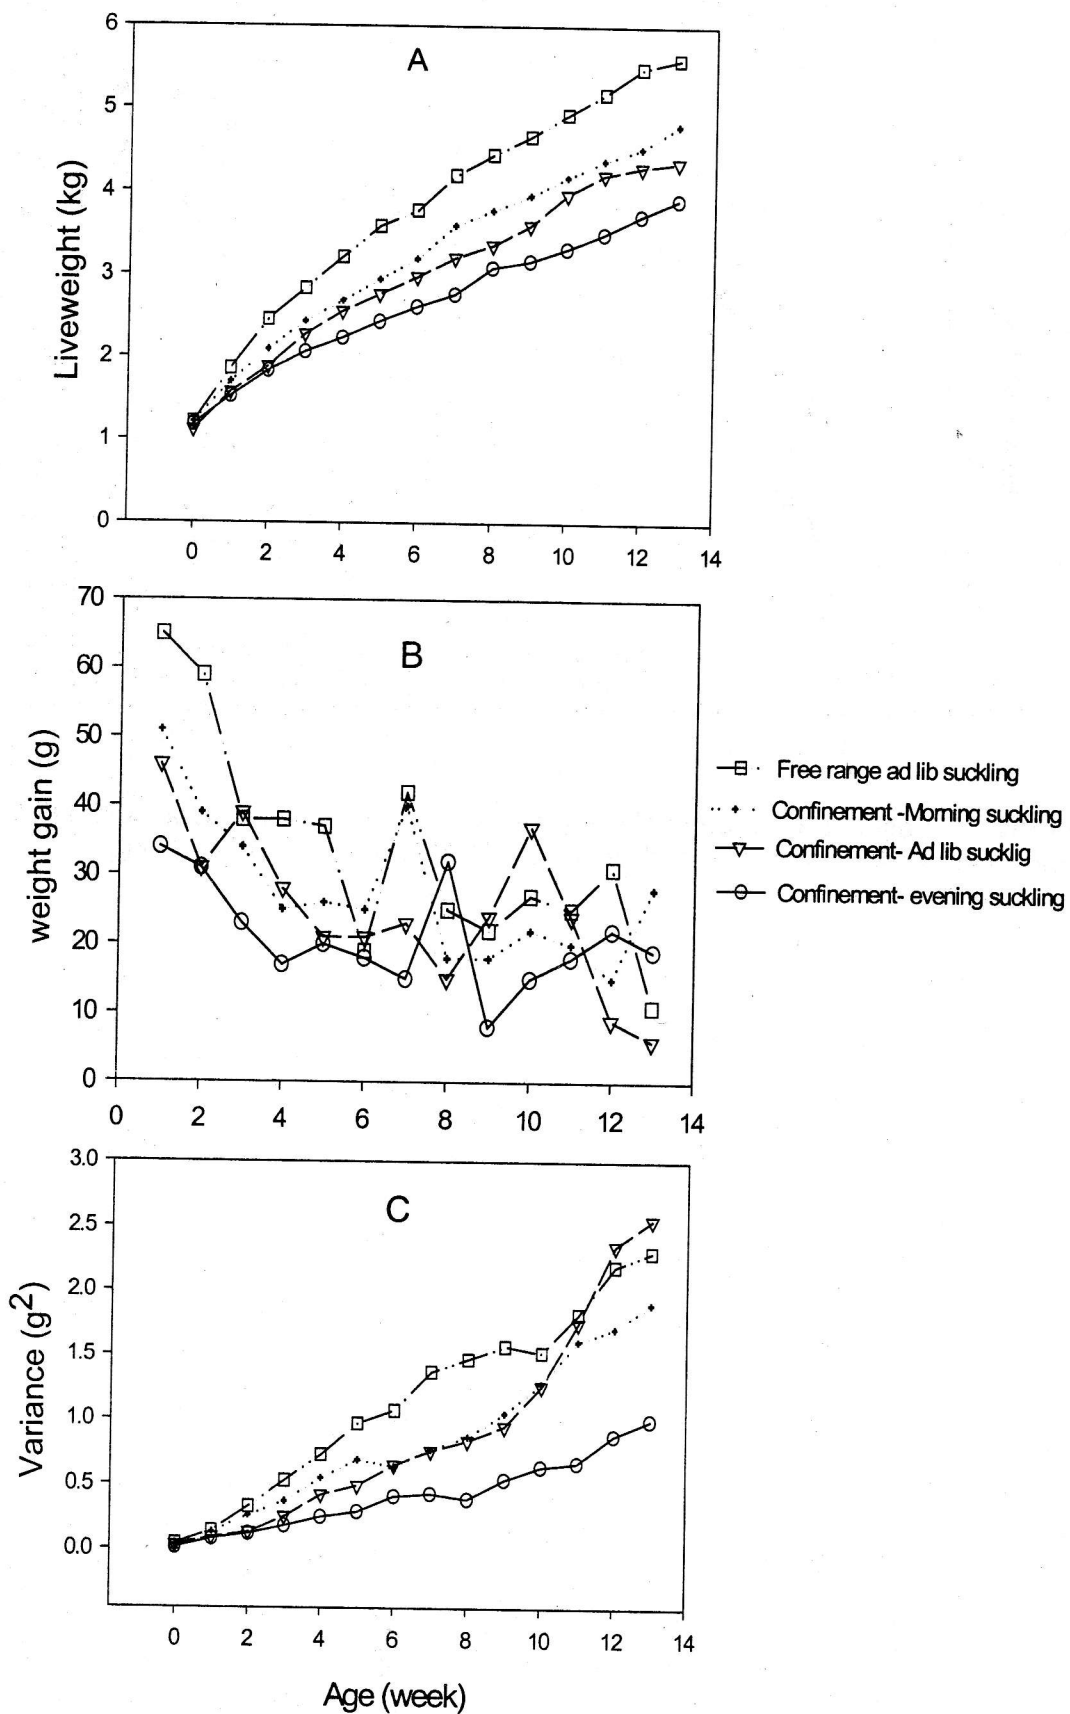 6
A
5
4
3
2
1
0
Liveweight (kg)
0 2 4 6 8 10 12 14
70
B
60
50
40
30
20
10
0
weight gain (g)
0 2 4 6 8 10 12 14
Free range ad lib suckling
Confinement -Morning suckling
Confinement- Ad lib sucklig
Confinement- evening suckling
3.0
C
2.5
2.0
1.5
1.0
0.5
0.0
Variance (g2)
0 2 4 6 8 10 12 14
Age (week)